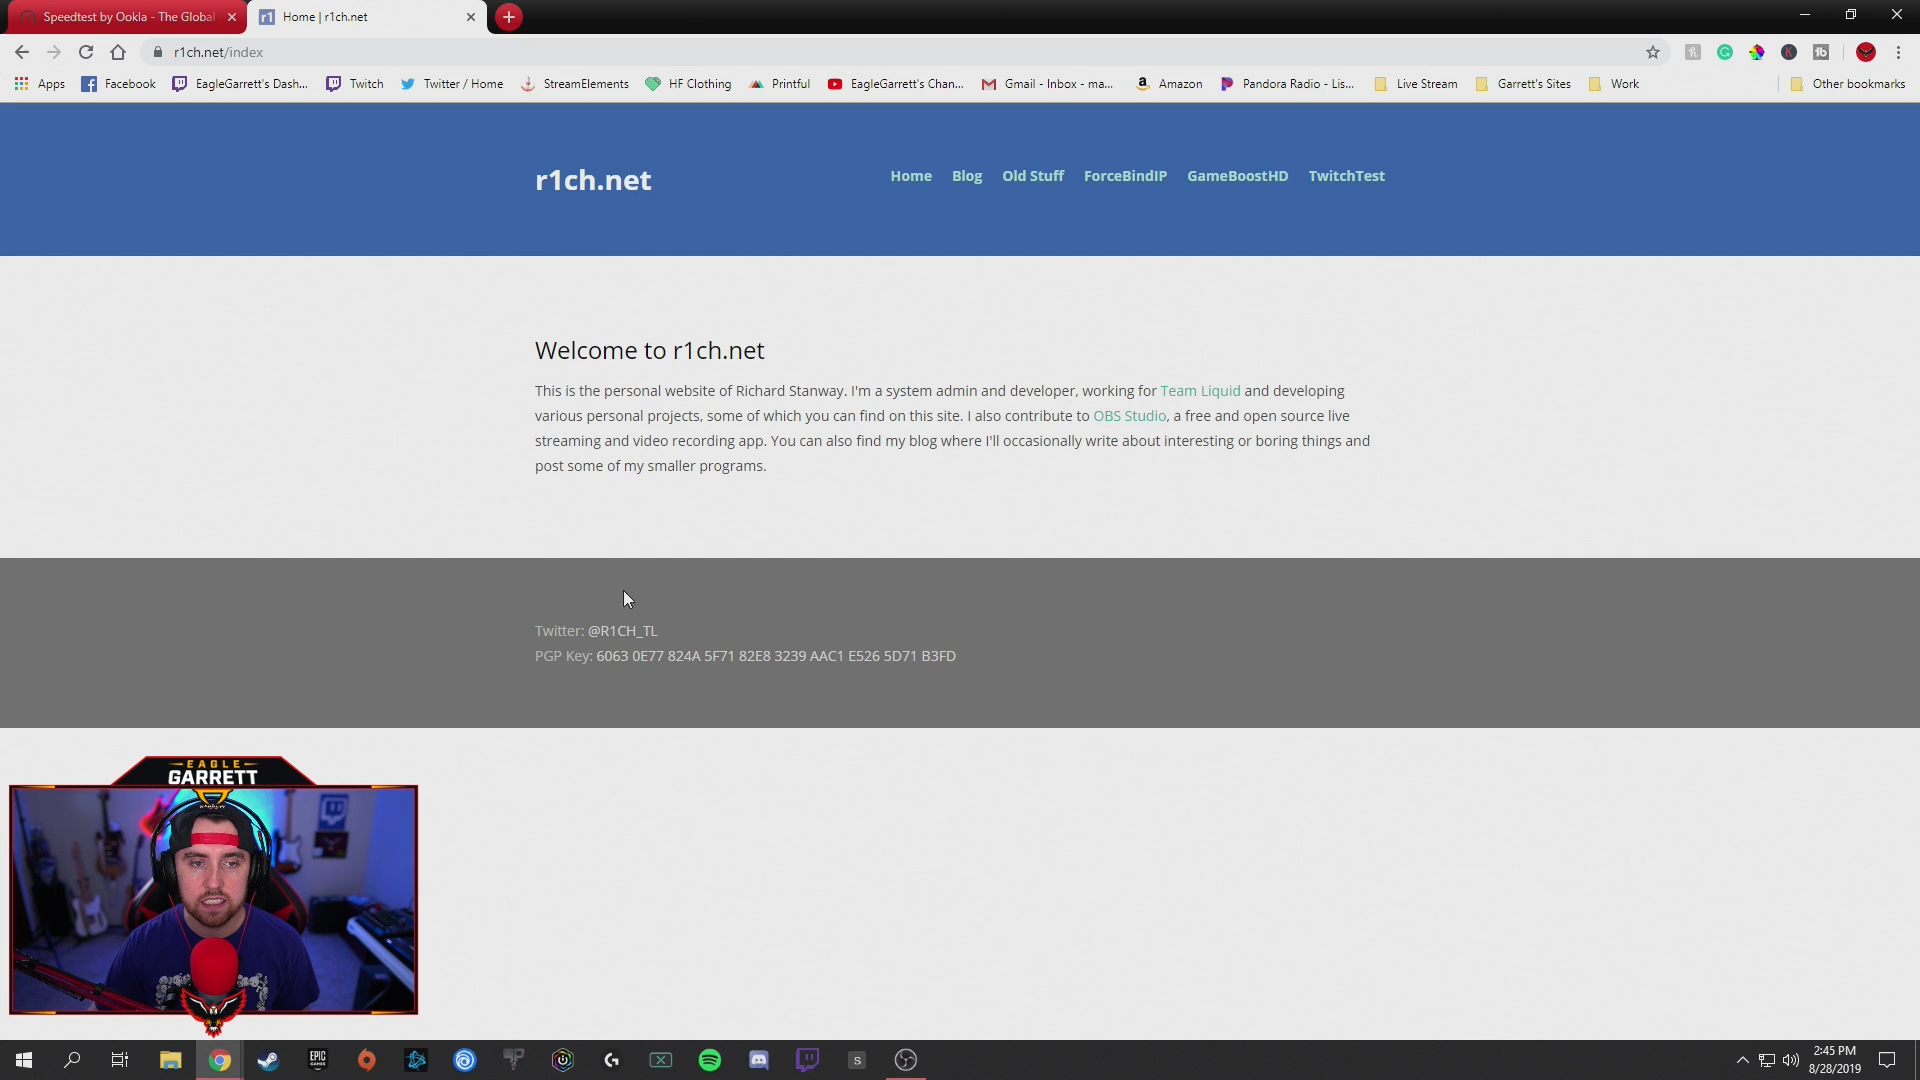 Speedtest by Ookla - The Global
r1 Home | r1ch.net
r1ch.net/index
Apps Facebook EagleGarrett's Dash... Twitch Twitter / Home StreamElements HF Clothing Printful EagleGarrett's Chan... Gmail - Inbox - ma... Amazon Pandora Radio - Lis... Live Stream Garrett's Sites Work Other bookmarks
r1ch.net
Home Blog Old Stuff ForceBindIP GameBoostHD TwitchTest
Welcome to r1ch.net
This is the personal website of Richard Stanway. I'm a system admin and developer, working for Team Liquid and developing
various personal projects, some of which you can find on this site. I also contribute to OBS Studio, a free and open source live
streaming and video recording app. You can also find my blog where I'll occasionally write about interesting or boring things and
post some of my smaller programs.
Twitter: @R1CH_TL
PGP Key: 6063 0E77 824A 5F71 82E8 3239 AAC1 E526 5D71 B3FD
EAGLE
GARRETT
EPIC
GAMES
S
2:45 PM
8/28/2019